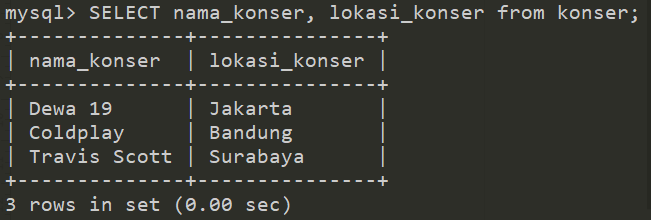 mysql> SELECT nama_konser, lokasi_konser from konser;
+--------------+---------------+
| nama_konser  | lokasi_konser |
+--------------+---------------+
| Dewa 19      | Jakarta       |
| Coldplay     | Bandung       |
| Travis Scott | Surabaya      |
+--------------+---------------+
3 rows in set (0.00 sec)